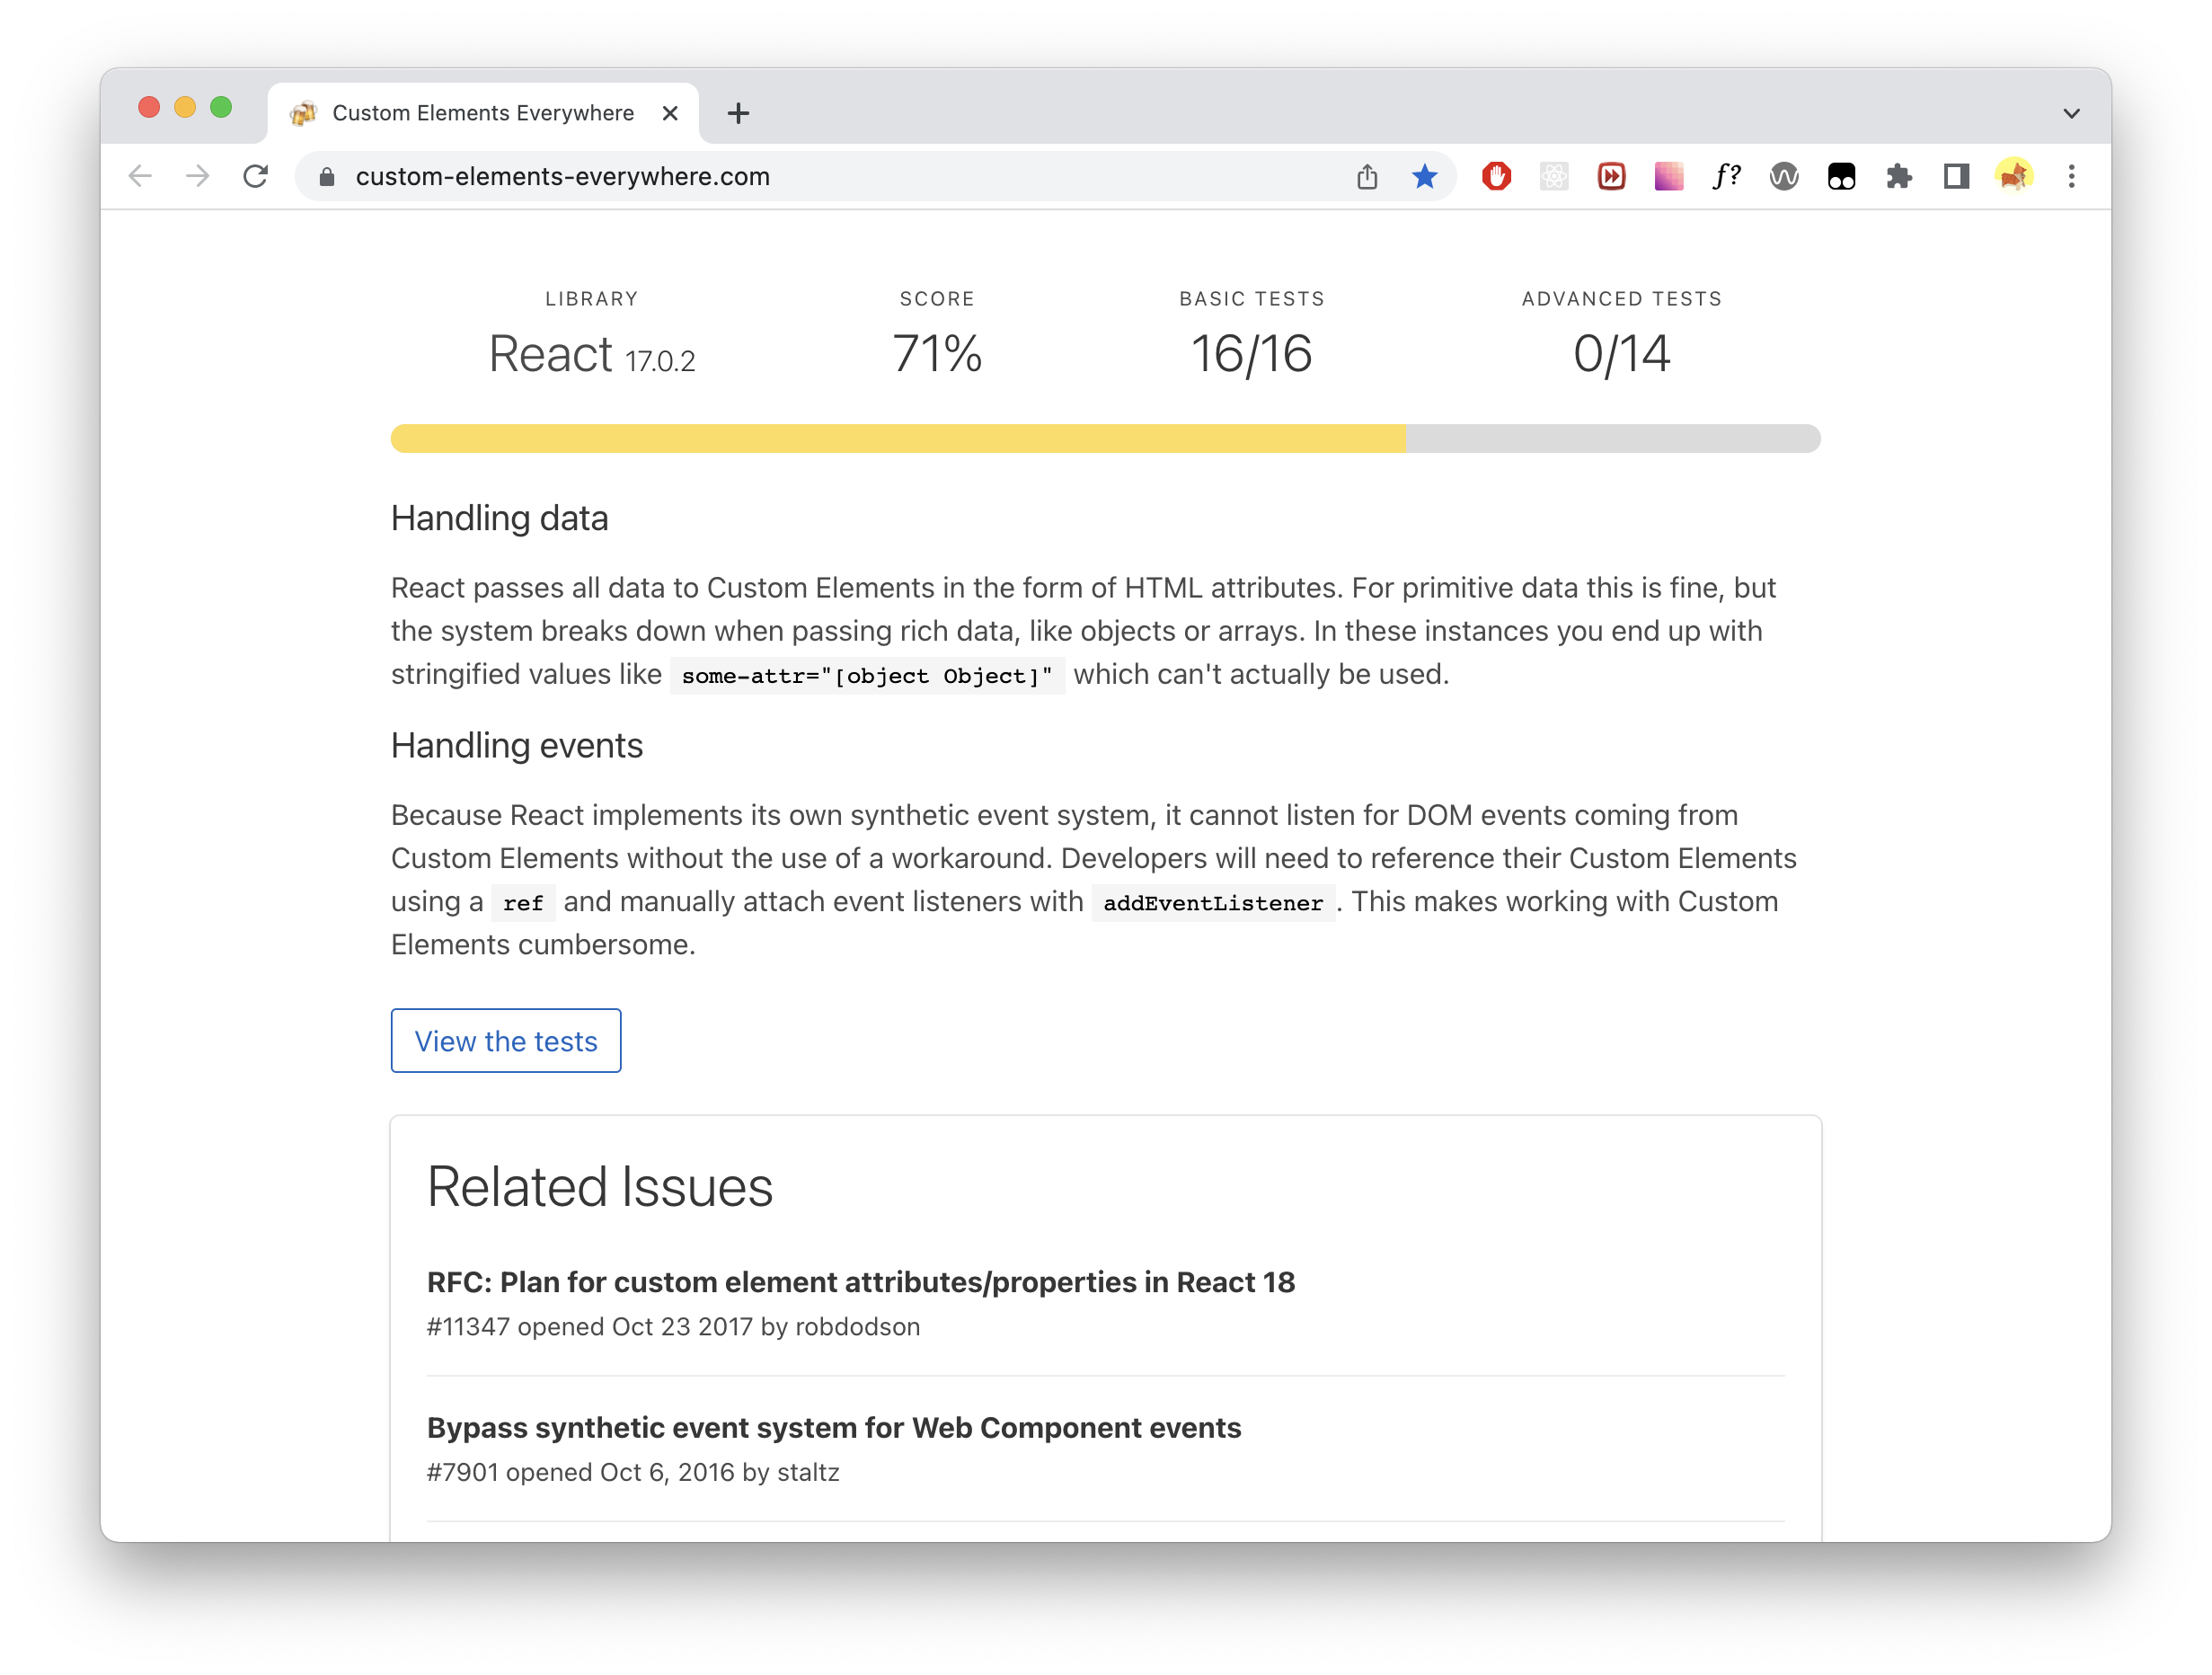 Custom Elements Everywhere
custom-elements-everywhere.com
f?
LIBRARY
React 17.0.2
SCORE
71%
BASIC TESTS
16/16
ADVANCED TESTS
0/14
Handling data
React passes all data to Custom Elements in the form of HTML attributes. For primitive data this is fine, but
the system breaks down when passing rich data, like objects or arrays. In these instances you end up with
stringified values like some-attr="[object Object]" which can't actually be used.
Handling events
Because React implements its own synthetic event system, it cannot listen for DOM events coming from
Custom Elements without the use of a workaround. Developers will need to reference their Custom Elements
using a ref and manually attach event listeners with addEventListener. This makes working with Custom
Elements cumbersome.
View the tests
Related Issues
RFC: Plan for custom element attributes/properties in React 18
#11347 opened Oct 23 2017 by robdodson
Bypass synthetic event system for Web Component events
#7901 opened Oct 6, 2016 by staltz